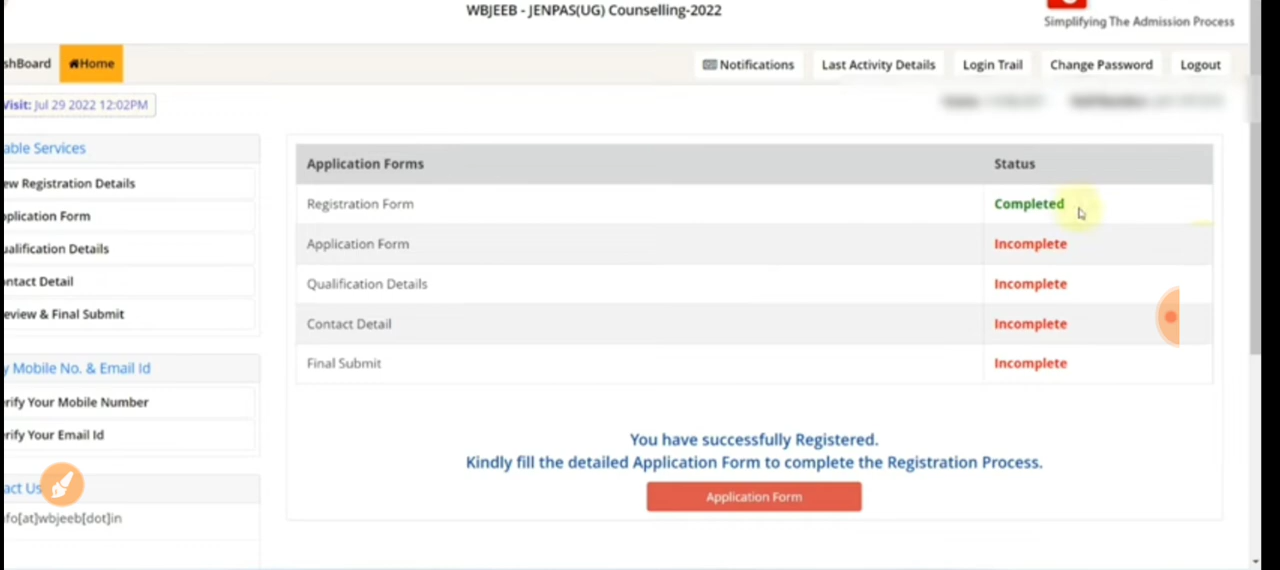 WBJEEB - JENPAS(UG) Counselling-2022
Simplifying The Admission Process
shBoard
Home
Notifications
Last Activity Details
Login Trail
Change Password
Logout
Visit: Jul 29 2022 12:02PM
able Services
ew Registration Details
pplication Form
ualification Details
ontact Detail
eview & Final Submit
y Mobile No. & Email Id
erify Your Mobile Number
erify Your Email Id
act Us
nfo[at]wbjeeb[dot]in
Application Forms Status
Registration Form Completed
Application Form Incomplete
Qualification Details Incomplete
Contact Detail Incomplete
Final Submit Incomplete
You have successfully Registered.
Kindly fill the detailed Application Form to complete the Registration Process.
Application Form